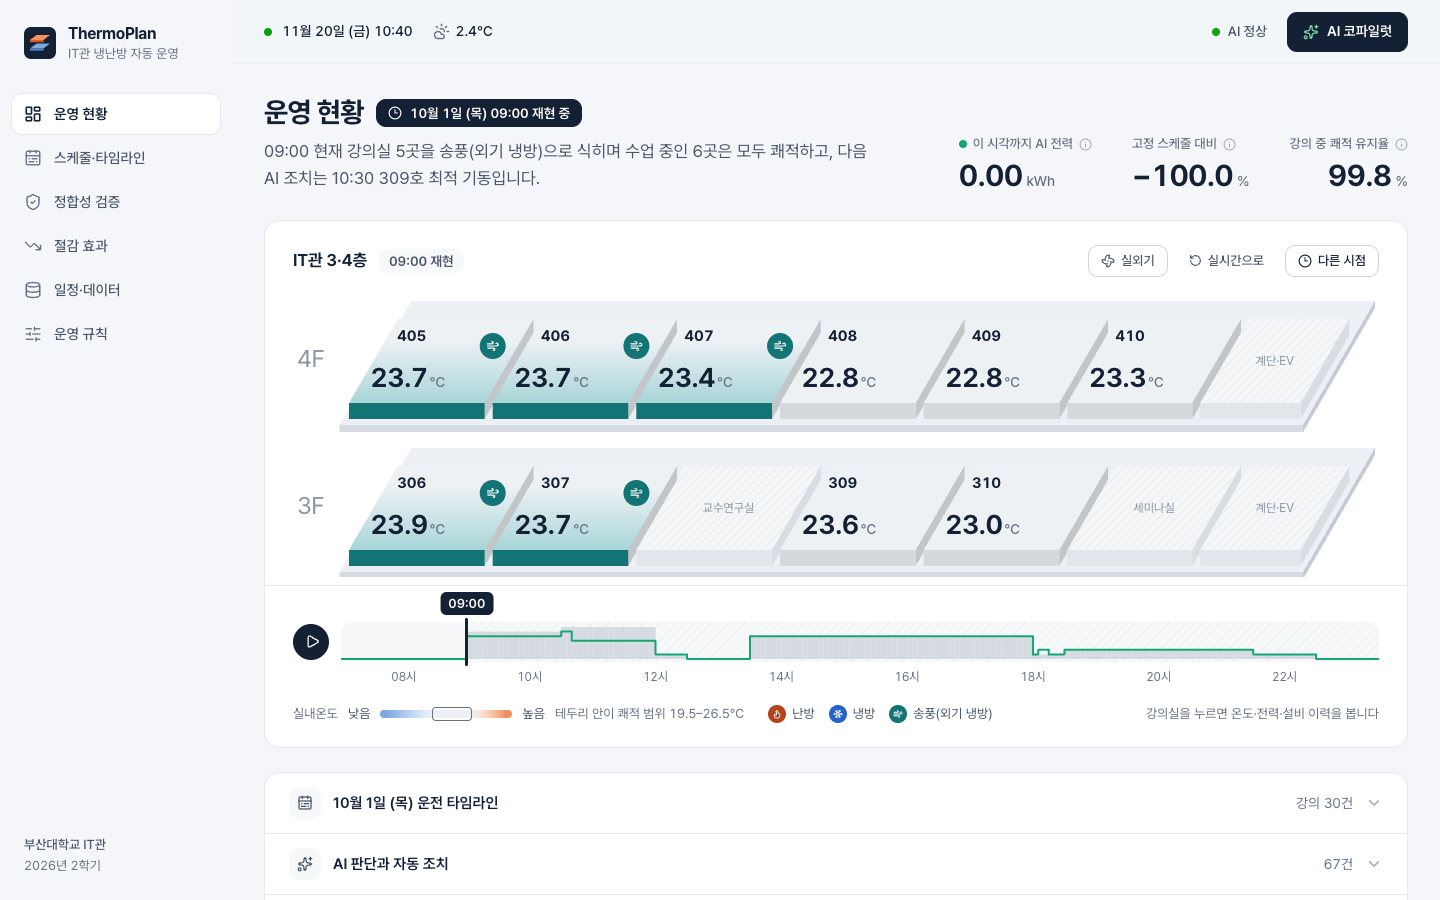 ThermoPlan
IT관 냉난방 자동 운영
운영 현황
스케줄·타임라인
정합성 검증
절감 효과
일정·데이터
운영 규칙
부산대학교 IT관
2026년 2학기
11월 20일 (금) 10:40
2.4°C
AI 정상
AI 코파일럿
운영 현황
10월 1일 (목) 09:00 재현 중
09:00 현재 강의실 5곳을 송풍(외기 냉방)으로 식히며 수업 중인 6곳은 모두 쾌적하고, 다음
AI 조치는 10:30 309호 최적 기동입니다.
이 시각까지 AI 전력
0.00 kWh
고정 스케줄 대비
−100.0 %
강의 중 쾌적 유지율
99.8 %
IT관 3·4층
09:00 재현
실외기
실시간으로
다른 시점
4F
405
23.7 °C
406
23.7 °C
407
23.4 °C
408
22.8 °C
409
22.8 °C
410
23.3 °C
계단·EV
3F
306
23.9 °C
307
23.7 °C
교수연구실
309
23.6 °C
310
23.0 °C
세미나실
계단·EV
09:00
08시 10시 12시 14시 16시 18시 20시 22시
실내온도 낮음 높음 테두리 안이 쾌적 범위 19.5–26.5°C 난방 냉방 송풍(외기 냉방)
강의실을 누르면 온도·전력·설비 이력을 봅니다
10월 1일 (목) 운전 타임라인
강의 30건
AI 판단과 자동 조치
67건